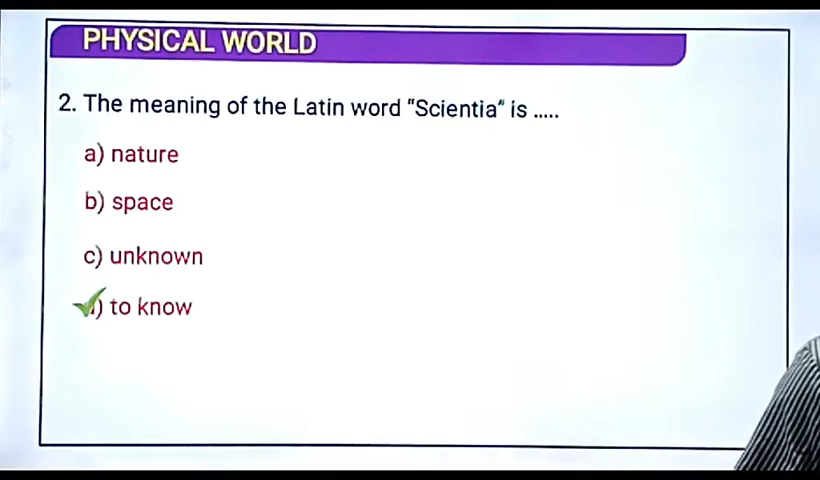 PHYSICAL WORLD
2. The meaning of the Latin word "Scientia" is .....
a) nature
b) space
c) unknown
) to know